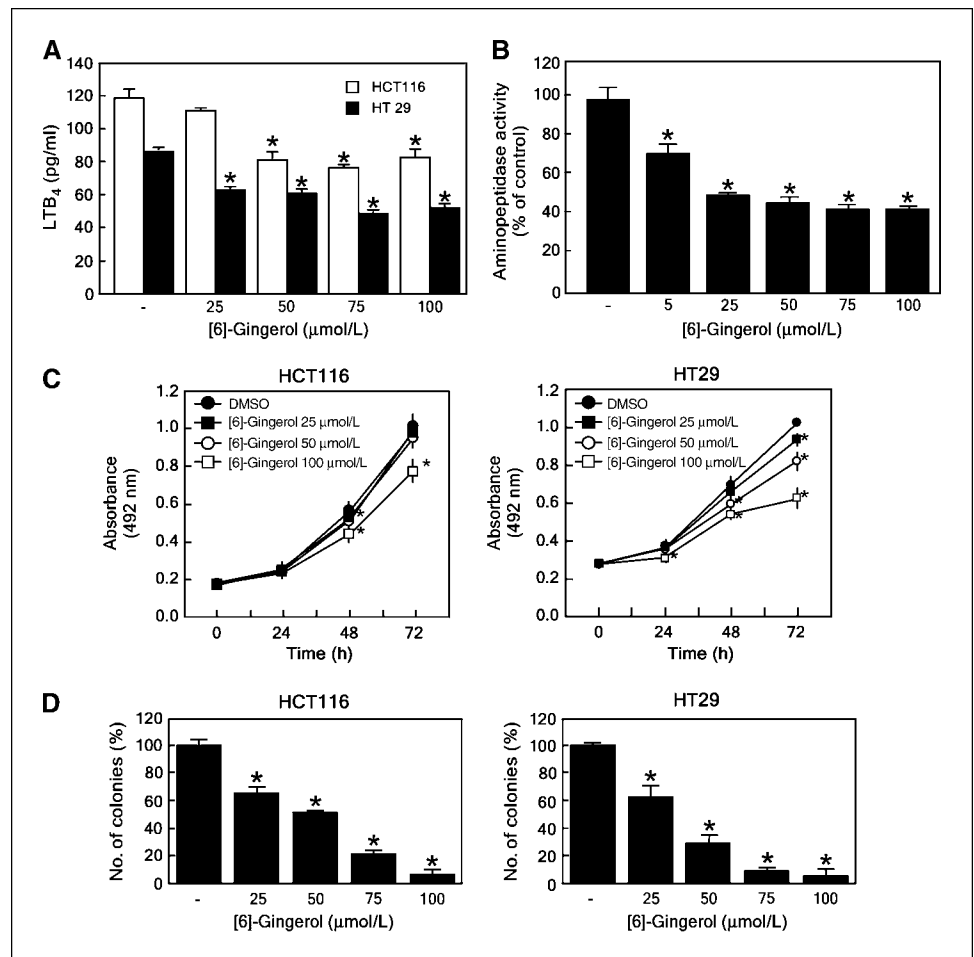 A
LTB4 (pg/ml)
140
120
100
80
60
40
20
0
HCT116
HT 29
* * * * * * *
- 25 50 75 100
[6]-Gingerol (μmol/L)
B
Aminopeptidase activity
(% of control)
120
100
80
60
40
20
0
* * * * *
- 5 25 50 75 100
[6]-Gingerol (μmol/L)
C
HCT116
Absorbance
(492 nm)
1.2
1.0
0.8
0.6
0.4
0.2
0.0
DMSO
[6]-Gingerol 25 μmol/L
[6]-Gingerol 50 μmol/L
[6]-Gingerol 100 μmol/L
* * *
0 24 48 72
Time (h)
HT29
Absorbance
(492 nm)
1.2
1.0
0.8
0.6
0.4
0.2
0.0
DMSO
[6]-Gingerol 25 μmol/L
[6]-Gingerol 50 μmol/L
[6]-Gingerol 100 μmol/L
* * * * * *
0 24 48 72
Time (h)
D
HCT116
No. of colonies (%)
120
100
80
60
40
20
0
* * * *
- 25 50 75 100
[6]-Gingerol (μmol/L)
HT29
No. of colonies (%)
120
100
80
60
40
20
0
* * * *
- 25 50 75 100
[6]-Gingerol (μmol/L)